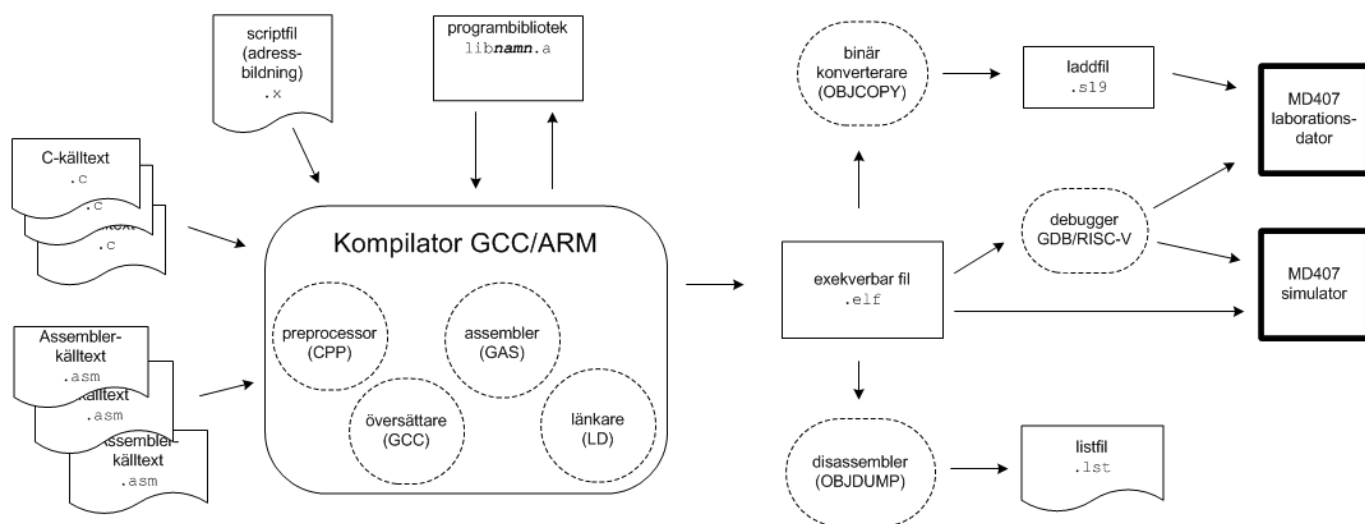 scriptfil
(adress-
bildning)
.x
programbibliotek
libnamn.a
C-källtext
.c
.c
text
.c
Assembler-
källtext
.asm
källtext
.asm
Assembler
källtext
.asm
Kompilator GCC/ARM
preprocessor
(CPP)
assembler
(GAS)
översättare
(GCC)
länkare
(LD)
exekverbar fil
.elf
binär
konverterare
(OBJCOPY)
laddfil
.s19
debugger
GDB/RISC-V
MD407
laborations-
dator
MD407
simulator
disassembler
(OBJDUMP)
listfil
.lst